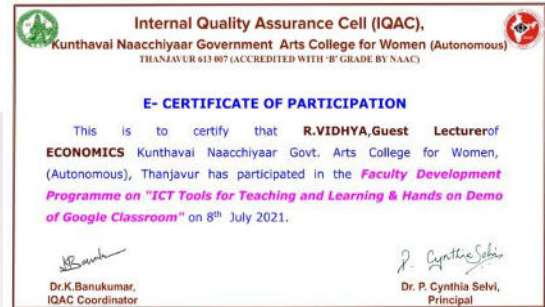 Internal Quality Assurance Cell (IQAC),
Kunthavai Naacchiyaar Government Arts College for Women (Autonomous)
THANJAVUR 613 007 (ACCREDITED WITH 'B' GRADE BY NAAC)
E- CERTIFICATE OF PARTICIPATION
This is to certify that R.VIDHYA,Guest Lecturerof
ECONOMICS Kunthavai Naacchiyaar Govt. Arts College for Women,
(Autonomous), Thanjavur has participated in the Faculty Development
Programme on "ICT Tools for Teaching and Learning & Hands on Demo
of Google Classroom" on 8th July 2021.
P. Cynthia Selvi
Dr.K.Banukumar,
IQAC Coordinator
Dr. P. Cynthia Selvi,
Principal